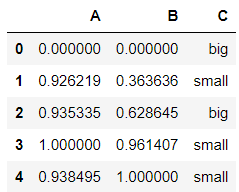 A B C
0 0.000000 0.000000 big
1 0.926219 0.363636 small
2 0.935335 0.628645 big
3 1.000000 0.961407 small
4 0.938495 1.000000 small